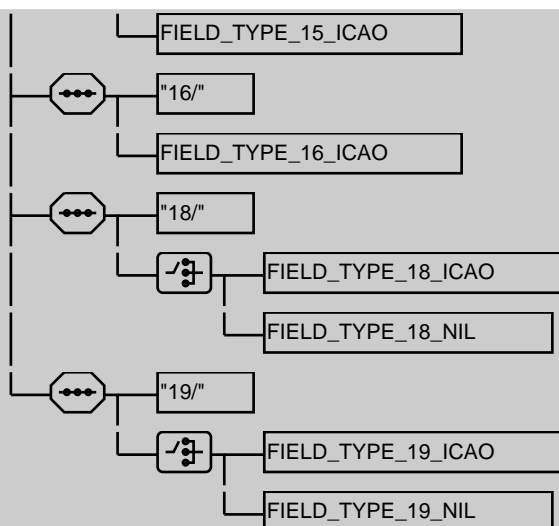 FIELD_TYPE_15_ICAO
"16/"
FIELD_TYPE_16_ICAO
"18/"
FIELD_TYPE_18_ICAO
FIELD_TYPE_18_NIL
"19/"
FIELD_TYPE_19_ICAO
FIELD_TYPE_19_NIL